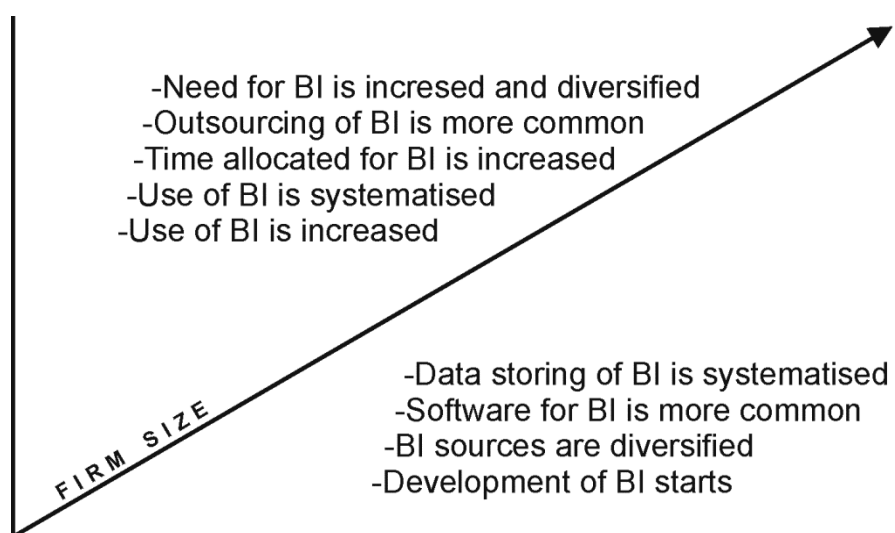 -Need for BI is incresed and diversified
-Outsourcing of BI is more common
-Time allocated for BI is increased
-Use of BI is systematised
-Use of BI is increased
-Data storing of BI is systematised
-Software for BI is more common
-BI sources are diversified
-Development of BI starts
FIRM SIZE